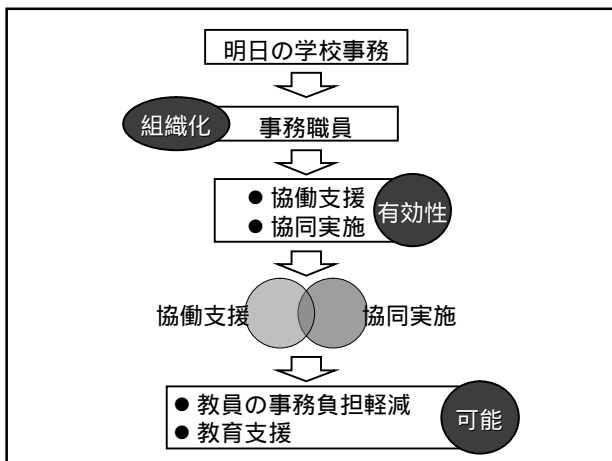 明日の学校事務
組織化
事務職員
● 協働支援
● 協同実施
有効性
協働支援
協同実施
● 教員の事務負担軽減
● 教育支援
可能